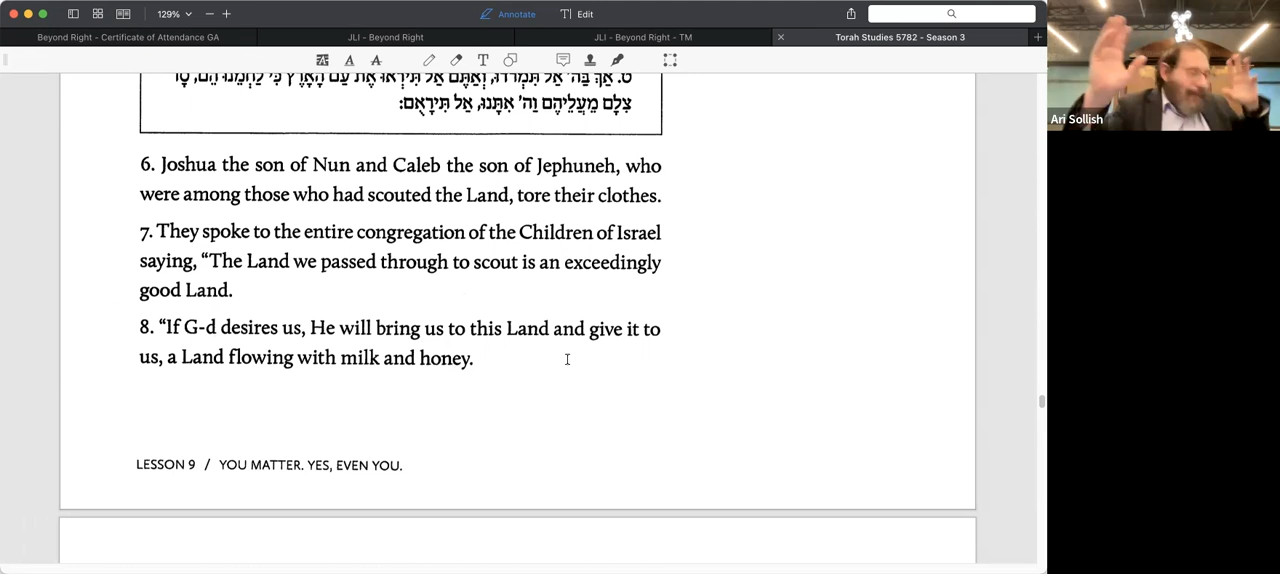 129%
Annotate
Edit
Beyond Right - Certificate of Attendance GA
JLI - Beyond Right
JLI - Beyond Right - TM
Torah Studies 5782 - Season 3
צִלָּם מֵעֲלֵיהֶם וַה' אִתָּנוּ, אַל תִּירָאֻם:
6. Joshua the son of Nun and Caleb the son of Jephuneh, who
were among those who had scouted the Land, tore their clothes.
7. They spoke to the entire congregation of the Children of Israel
saying, “The Land we passed through to scout is an exceedingly
good Land.
8. “If G-d desires us, He will bring us to this Land and give it to
us, a Land flowing with milk and honey.
LESSON 9 / YOU MATTER. YES, EVEN YOU.
Ari Sollish